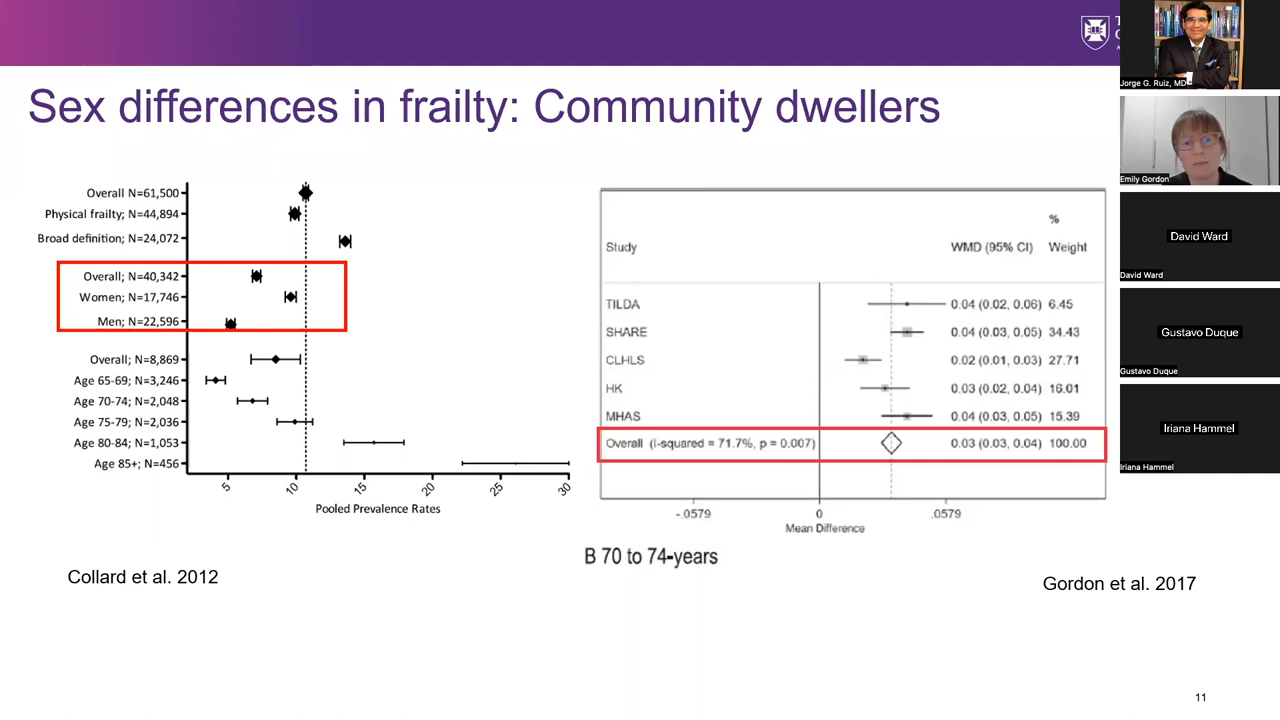 Sex differences in frailty: Community dwellers
Overall N=61,500
Physical frailty; N=44,894
Broad definition; N=24,072
Overall; N=40,342
Women; N=17,746
Men; N=22,596
Overall; N=8,869
Age 65-69; N=3,246
Age 70-74; N=2,048
Age 75-79; N=2,036
Age 80-84; N=1,053
Age 85+; N=456
5 10 15 20 25 30
Pooled Prevalence Rates
Collard et al. 2012
%
Study WMD (95% CI) Weight
TILDA 0.04 (0.02, 0.06) 6.45
SHARE 0.04 (0.03, 0.05) 34.43
CLHLS 0.02 (0.01, 0.03) 27.71
HK 0.03 (0.02, 0.04) 16.01
MHAS 0.04 (0.03, 0.05) 15.39
Overall (I-squared = 71.7%, p = 0.007) 0.03 (0.03, 0.04) 100.00
-.0579 0 .0579
Mean Difference
B 70 to 74-years
Gordon et al. 2017
11
Jorge G. Ruiz, MD
Emily Gordon
David Ward
David Ward
Gustavo Duque
Gustavo Duque
Iriana Hammel
Iriana Hammel